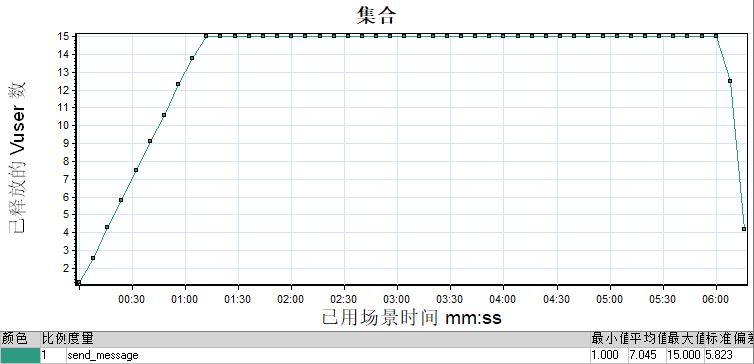 集合
已释放的 Vuser 数
15
14
13
12
11
10
9
8
7
6
5
4
3
2
00:30 01:00 01:30 02:00 02:30 03:00 03:30 04:00 04:30 05:00 05:30 06:00
已用场景时间 mm:ss
颜色 比例 度量 最小值 平均值 最大值 标准偏差
1 send_message 1.000 7.045 15.000 5.823